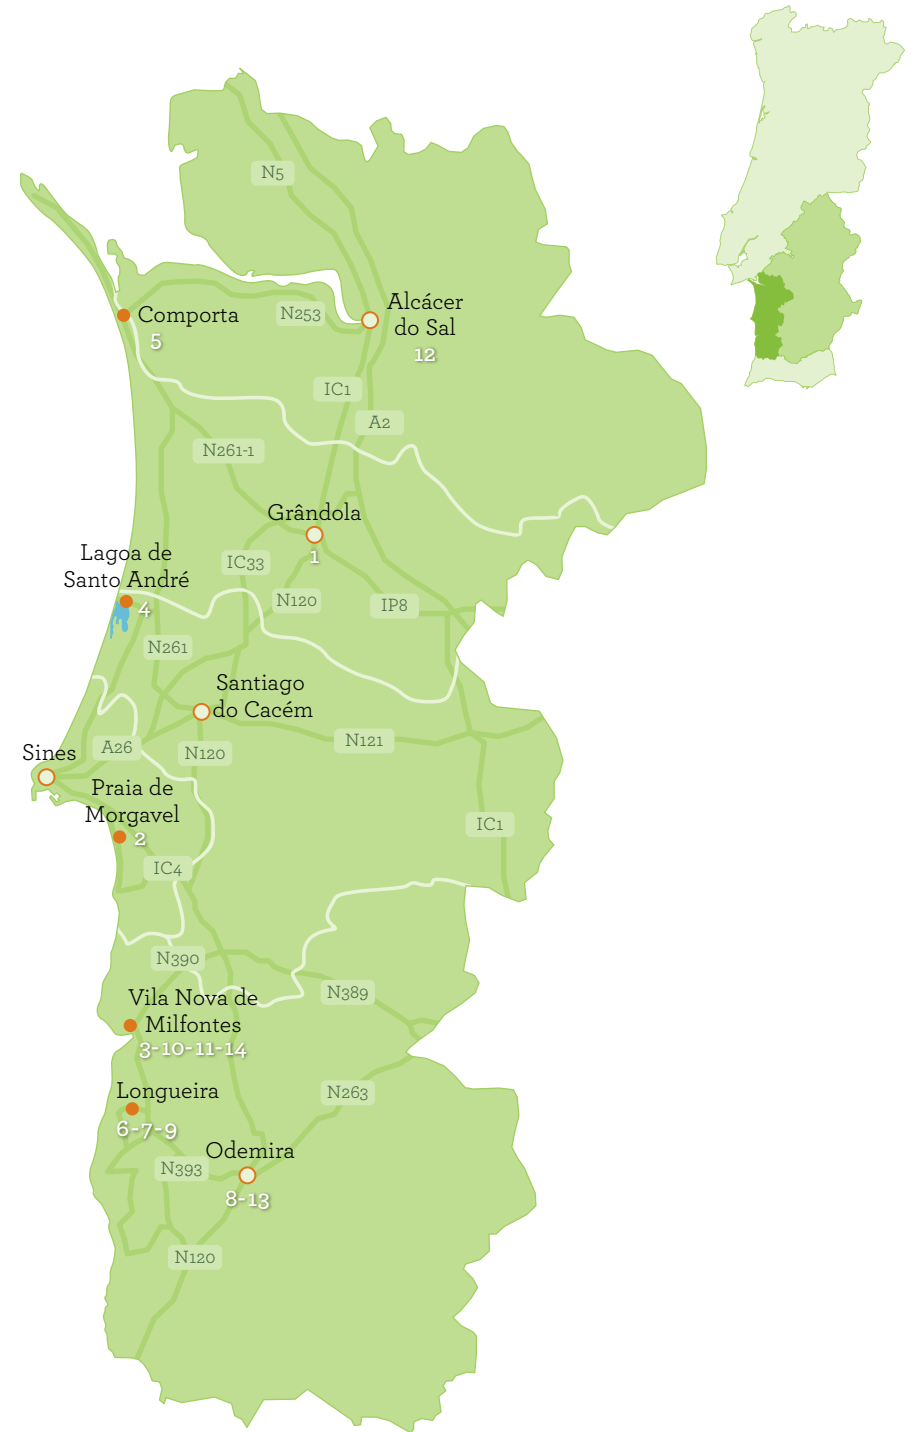 N5
Alcácer
do Sal
12
Comporta
5
N253
IC1
A2
N261-1
Grândola
1
Lagoa de
Santo André
4
IC33
N120
IP8
N261
Santiago
do Cacém
Sines
A26
N120
N121
Praia de
Morgavel
2
IC1
IC4
N390
N389
Vila Nova de
Milfontes
3-10-11-14
Longueira
6-7-9
N263
Odemira
8-13
N393
N120